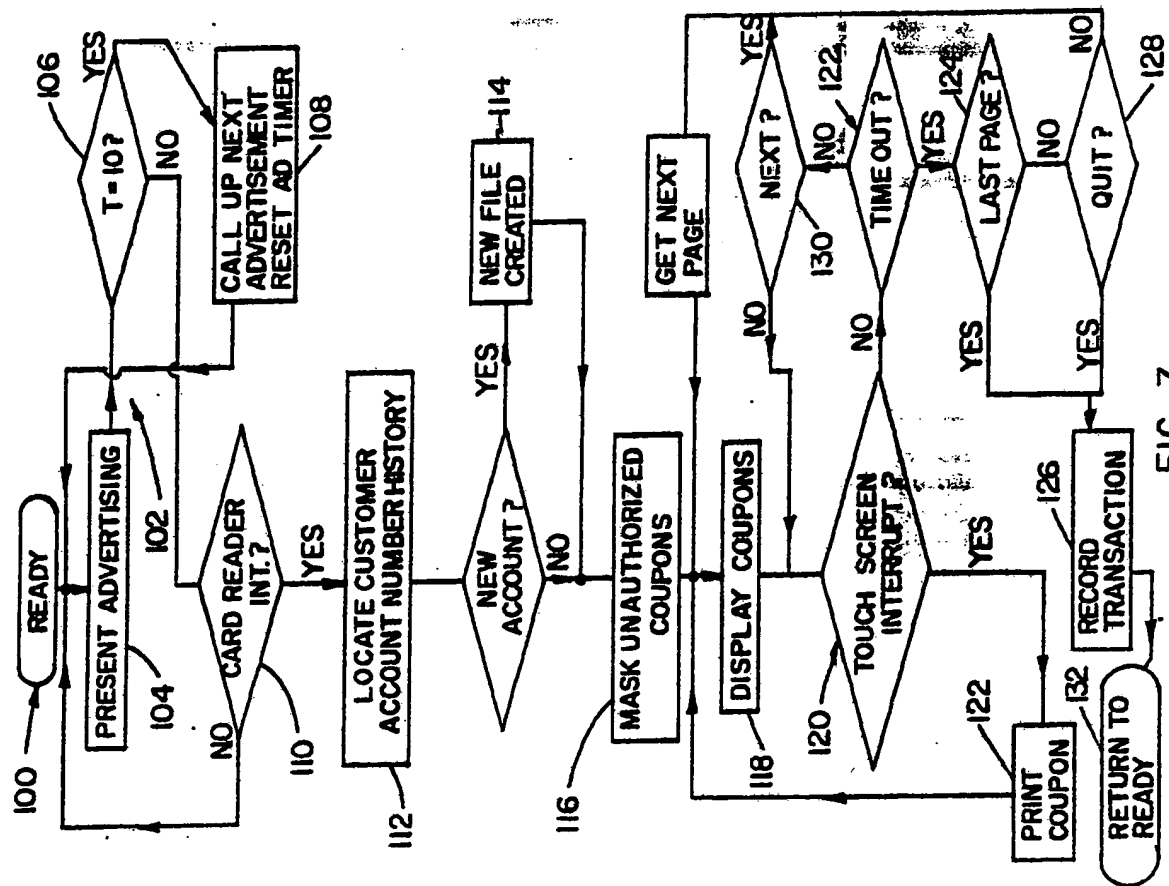 100
READY
PRESENT ADVERTISING
104
102
T=10?
106
YES
NO
CALL UP NEXT
ADVERTISEMENT
RESET AD TIMER
108
CARD READER
INT.?
110
NO
YES
LOCATE CUSTOMER
ACCOUNT NUMBER HISTORY
112
NEW
ACCOUNT?
YES
NO
NEW FILE
CREATED
114
MASK UNAUTHORIZED
COUPONS
116
GET NEXT
PAGE
DISPLAY COUPONS
118
NEXT?
YES
NO
130
TOUCH SCREEN
INTERRUPT?
120
NO
YES
TIME OUT?
122
NO
YES
LAST PAGE?
124
YES
NO
QUIT?
128
YES
NO
PRINT
COUPON
122
RECORD
TRANSACTION
126
RETURN TO
READY
132